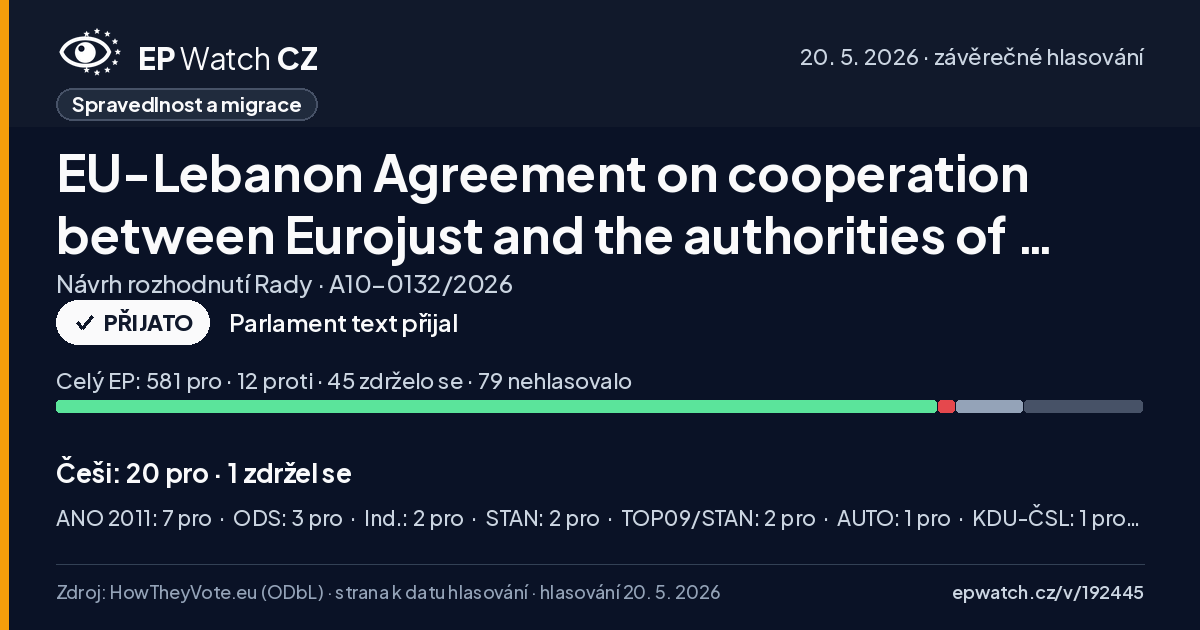 EP Watch CZ
20. 5. 2026 · závěrečné hlasování
Spravedlnost a migrace
EU-Lebanon Agreement on cooperation
between Eurojust and the authorities of ...
Návrh rozhodnutí Rady · A10-0132/2026
✓ PŘIJATO Parlament text přijal
Celý EP: 581 pro · 12 proti · 45 zdrželo se · 79 nehlasovalo
Češi: 20 pro · 1 zdržel se
ANO 2011: 7 pro · ODS: 3 pro · Ind.: 2 pro · STAN: 2 pro · TOP09/STAN: 2 pro · AUTO: 1 pro · KDU-ČSL: 1 pro…
Zdroj: HowTheyVote.eu (ODbL) · strana k datu hlasování · hlasování 20. 5. 2026
epwatch.cz/v/192445